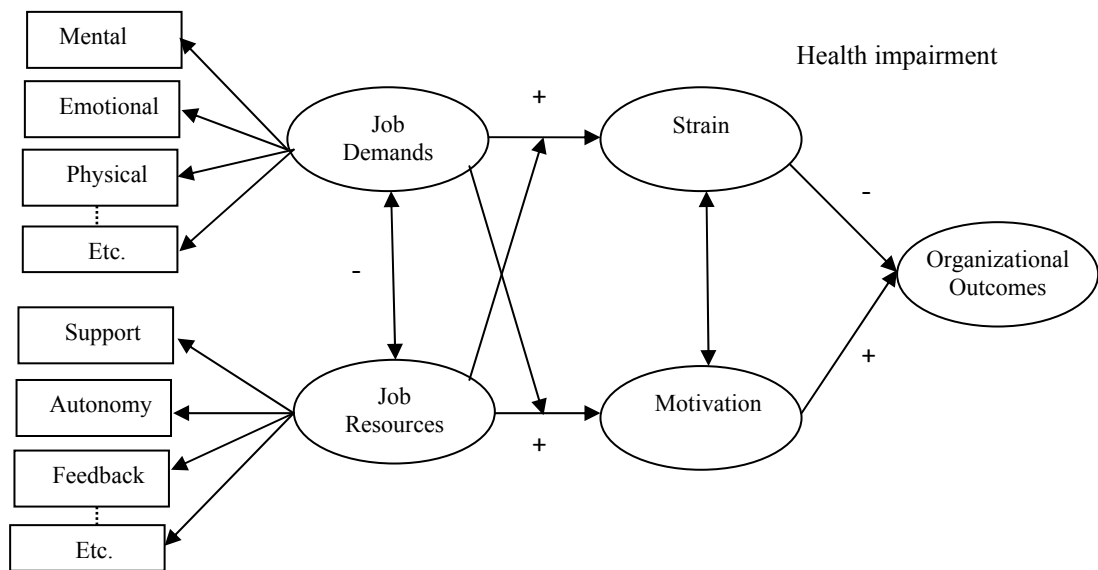 Mental
Emotional
Physical
Etc.
Support
Autonomy
Feedback
Etc.
Job
Demands
-
Job
Resources
+
+
Strain
Motivation
Health impairment
-
+
Organizational
Outcomes